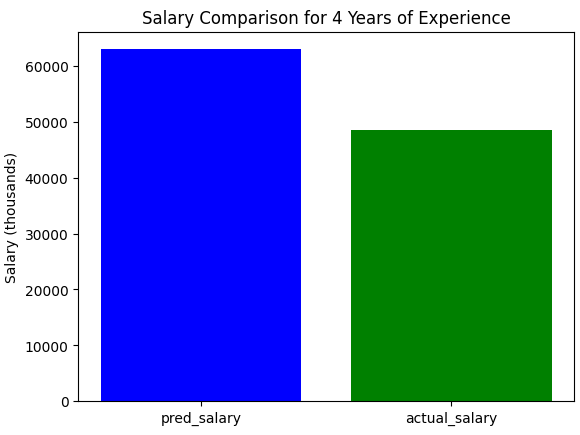 Salary Comparison for 4 Years of Experience
Salary (thousands)
60000
50000
40000
30000
20000
10000
0
pred_salary
actual_salary